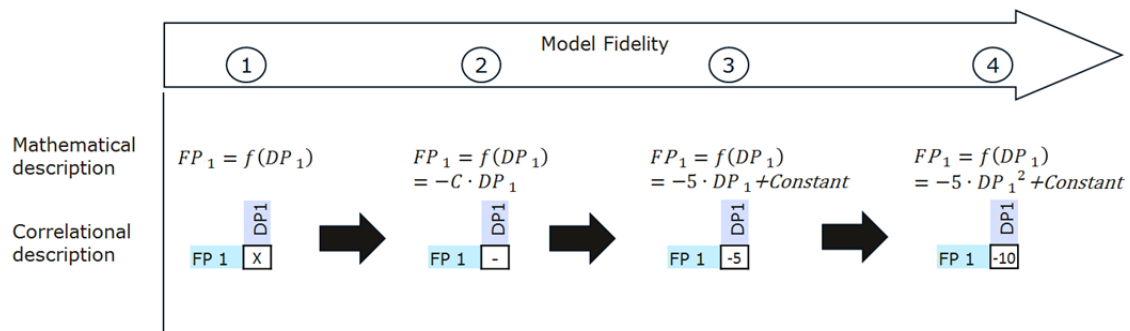 Model Fidelity
1 2 3 4
Mathematical description
FP 1 = f(DP 1)
FP 1 = f(DP 1)
= −C · DP 1
FP 1 = f(DP 1)
= −5 · DP 1 +Constant
FP 1 = f(DP 1)
= −5 · DP 1² +Constant
Correlational description
DP1
FP 1 X
DP1
FP 1 -
DP1
FP 1 -5
DP1
FP 1 -10